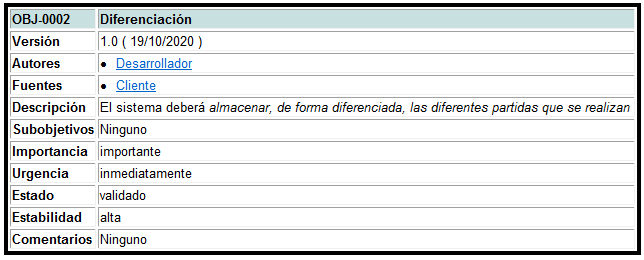 OBJ-0002 Diferenciación
Versión 1.0 ( 19/10/2020 )
Autores • Desarrollador
Fuentes • Cliente
Descripción El sistema deberá almacenar, de forma diferenciada, las diferentes partidas que se realizan
Subobjetivos Ninguno
Importancia importante
Urgencia inmediatamente
Estado validado
Estabilidad alta
Comentarios Ninguno